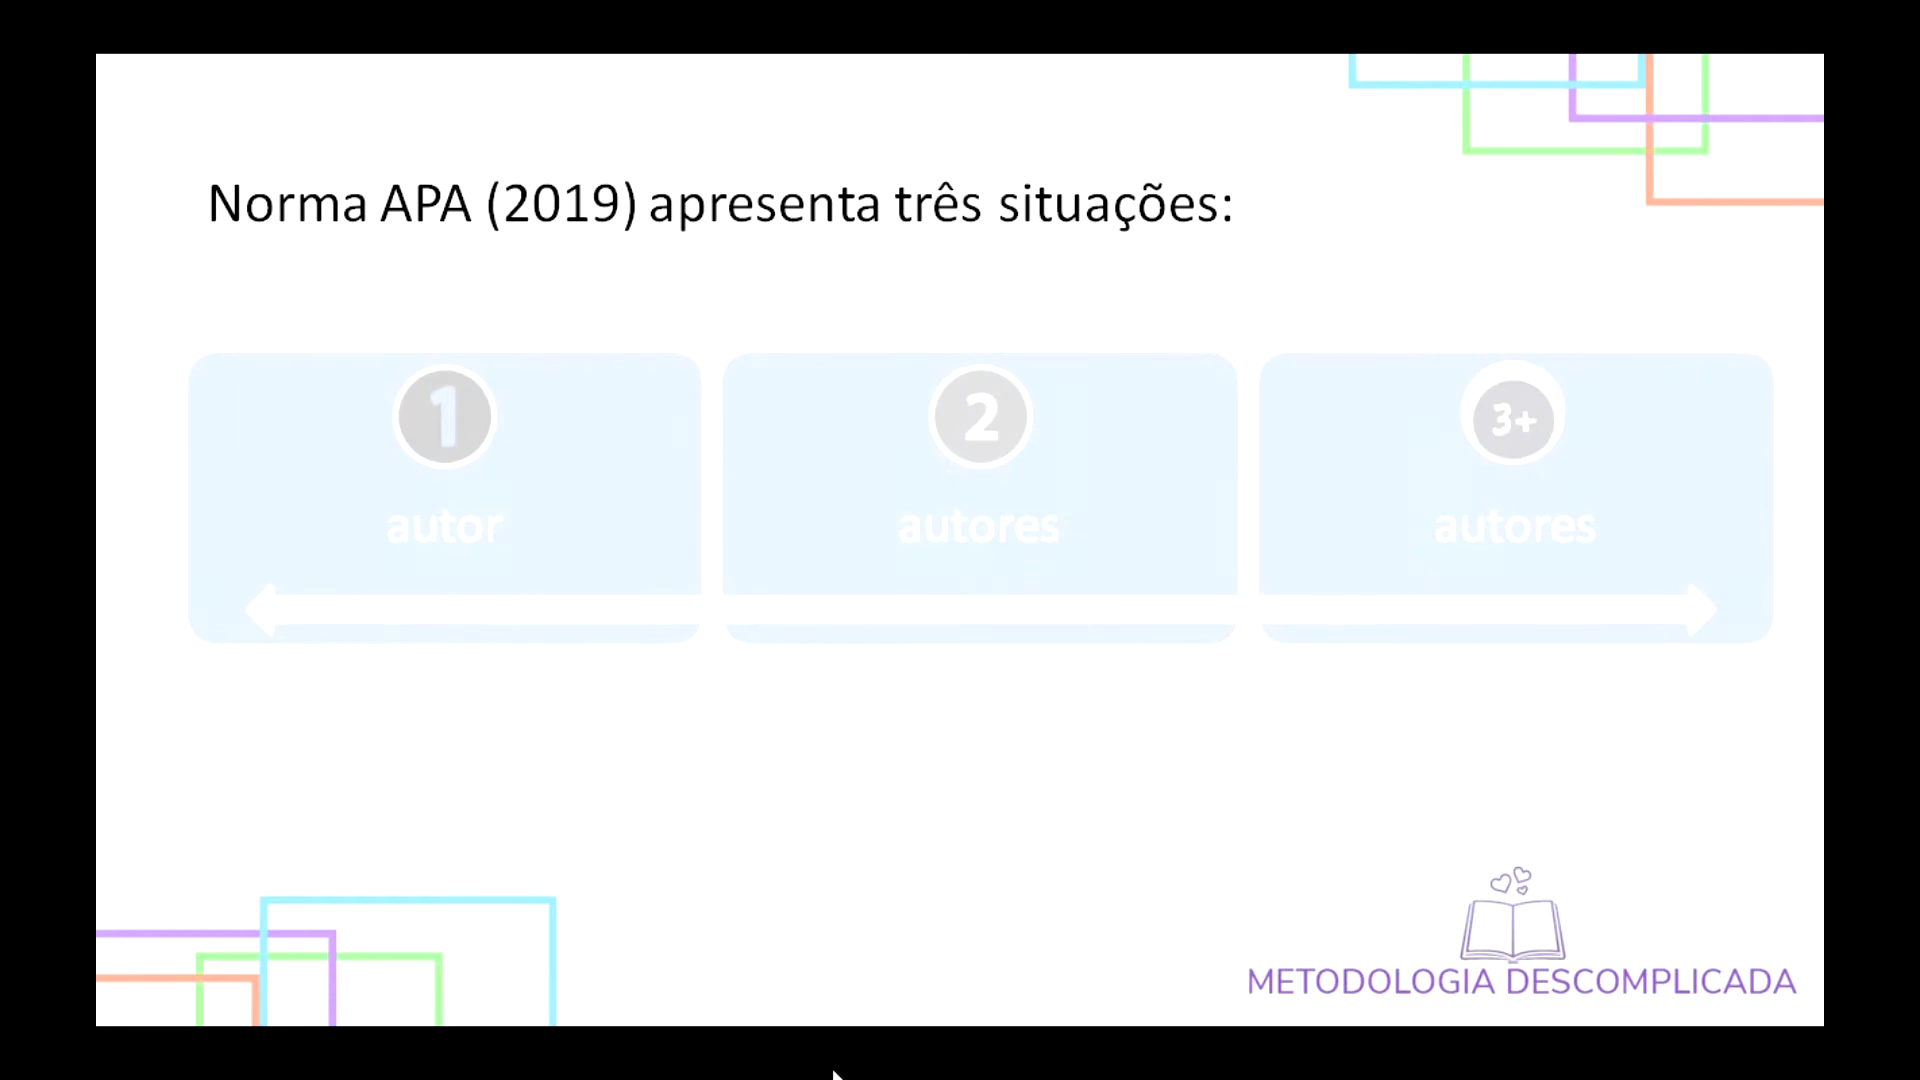 Norma APA (2019) apresenta três situações:
1
2
3+
autor
autores
autores
METODOLOGIA DESCOMPLICADA